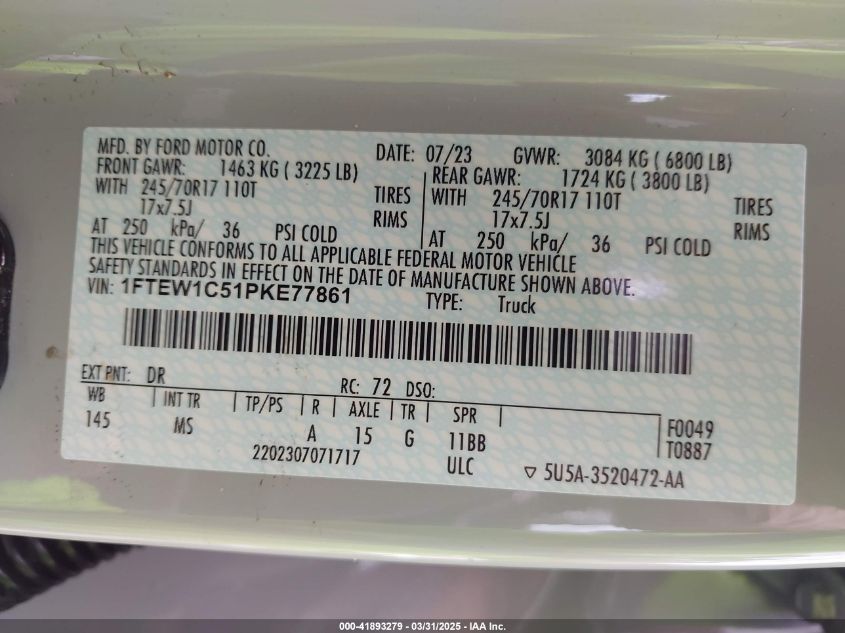 MFD. BY FORD MOTOR CO. DATE: 07/23 GVWR: 3084 KG ( 6800 LB)
FRONT GAWR: 1463 KG ( 3225 LB) REAR GAWR: 1724 KG ( 3800 LB)
WITH 245/70R17 110T TIRES WITH 245/70R17 110T TIRES
17x7.5J RIMS 17x7.5J RIMS
AT 250 kPa/ 36 PSI COLD AT 250 kPa/ 36 PSI COLD
THIS VEHICLE CONFORMS TO ALL APPLICABLE FEDERAL MOTOR VEHICLE
SAFETY STANDARDS IN EFFECT ON THE DATE OF MANUFACTURE SHOWN ABOVE.
VIN: 1FTEW1C51PKE77861 TYPE: Truck
EXT PNT: DR RC: 72 DSO:
WB INT TR TP/PS R AXLE TR SPR F0049
145 MS A 15 G 11BB T0887
2202307071717 ULC ▽ 5U5A-3520472-AA
000-41893279 - 03/31/2025 - IAA Inc.